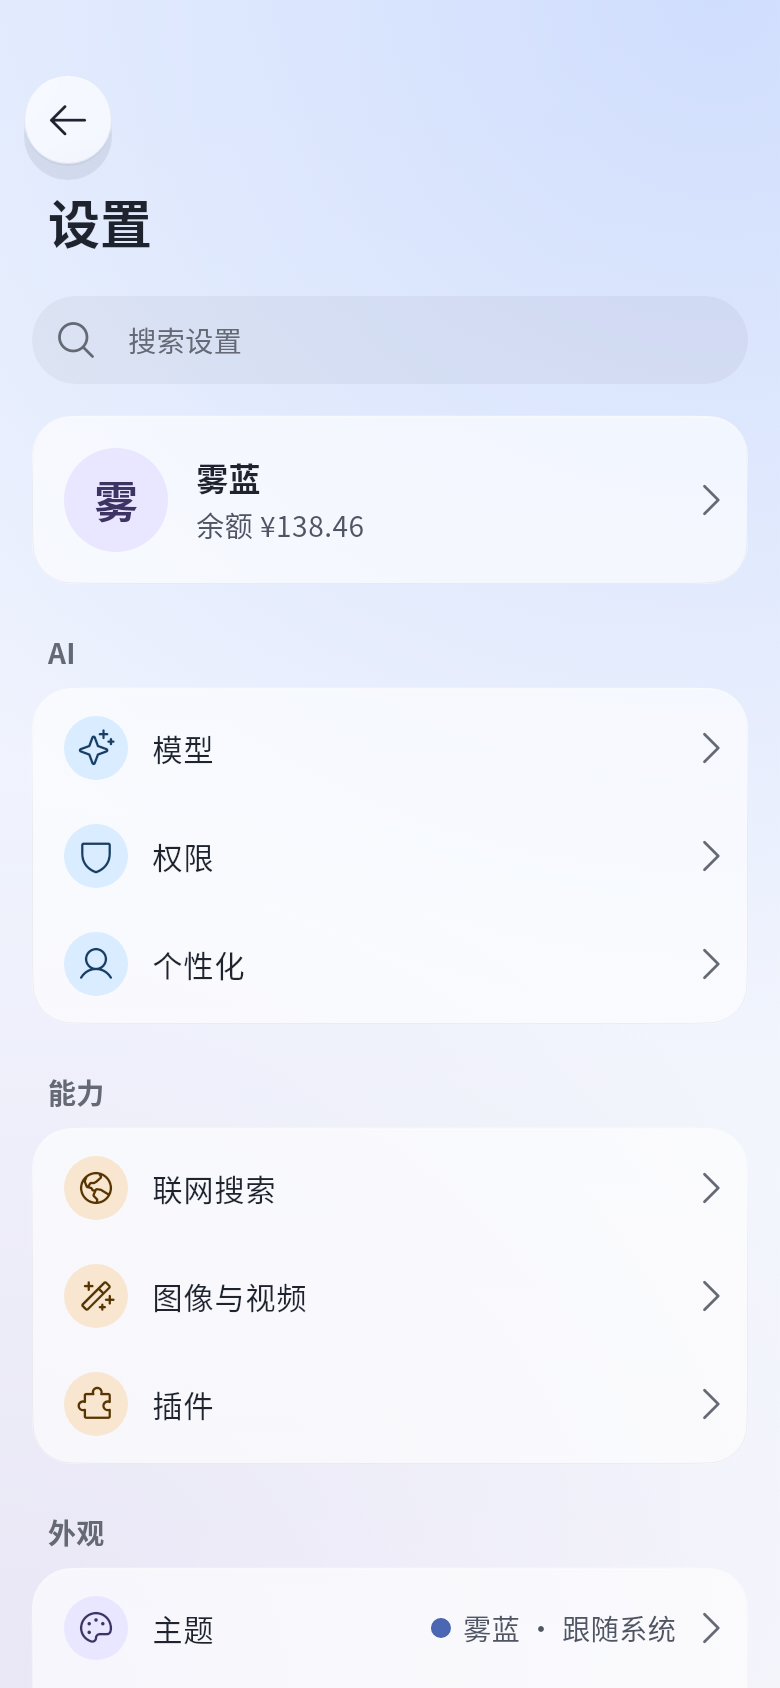 设置
搜索设置
雾
雾蓝
余额 ¥138.46
AI
模型
权限
个性化
能力
联网搜索
图像与视频
插件
外观
主题 雾蓝 · 跟随系统